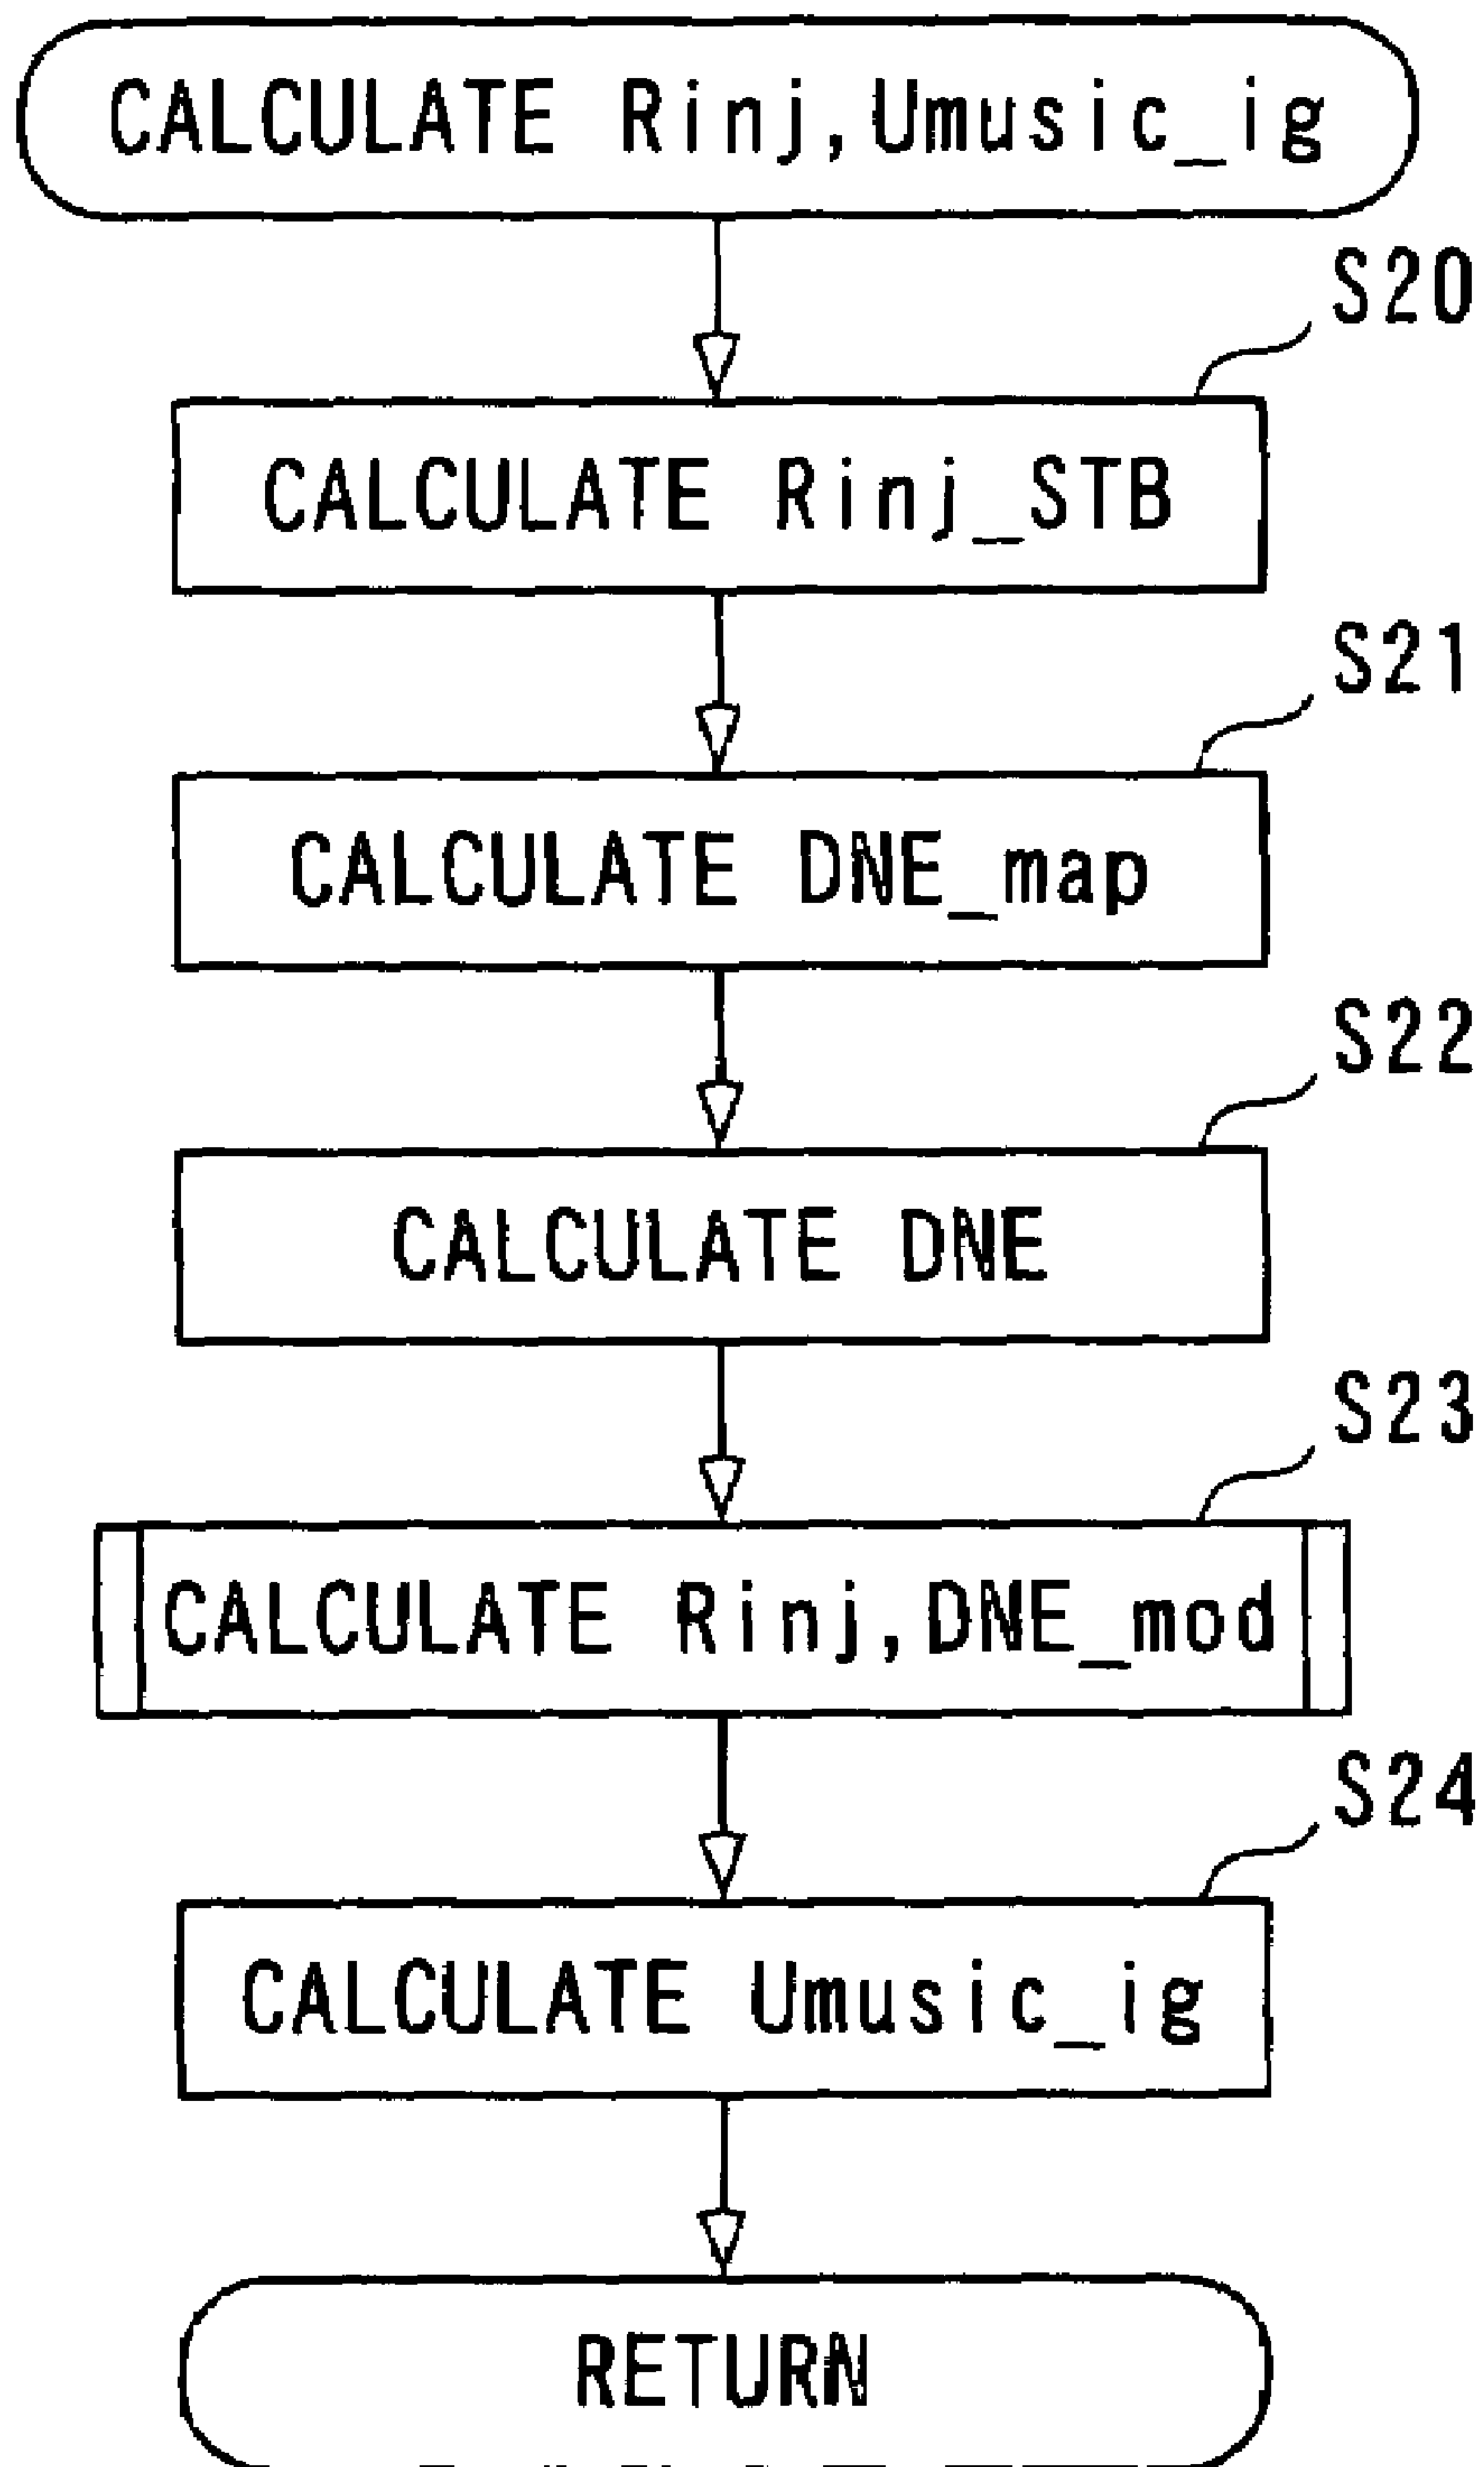 CALCULATE Rinj,Umusic_ig
S20
CALCULATE Rinj_STB
S21
CALCULATE DNE_map
S22
CALCULATE DNE
S23
CALCULATE Rinj,DNE_mod
S24
CALCULATE Umusic_ig
RETURN